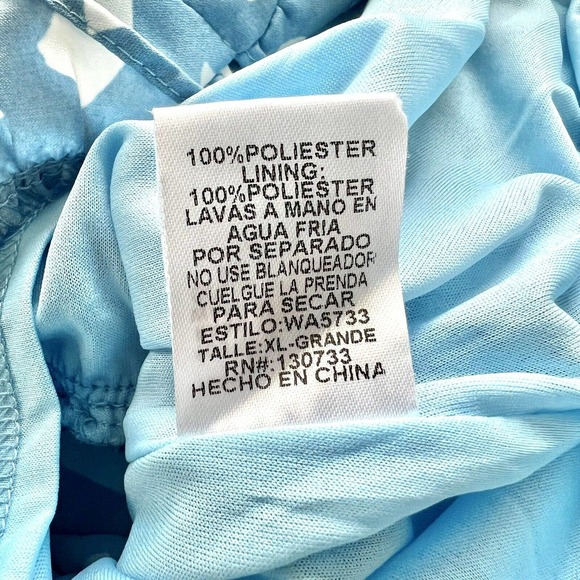 100%POLIESTER
LINING:
100%POLIESTER
LAVAS A MANO EN
AGUA FRIA
POR SEPARADO
NO USE BLANQUEADOR
CUELGUE LA PRENDA
PARA SECAR
ESTILO:WA5733
TALLE:XL-GRANDE
RN#:130733
HECHO EN CHINA